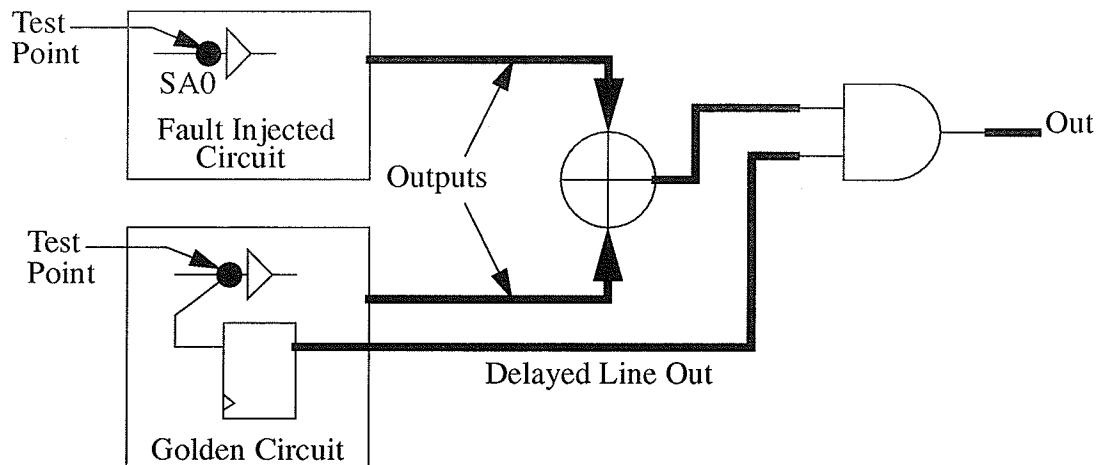 Test
Point
SA0
Fault Injected
Circuit
Outputs
Out
Test
Point
Delayed Line Out
Golden Circuit